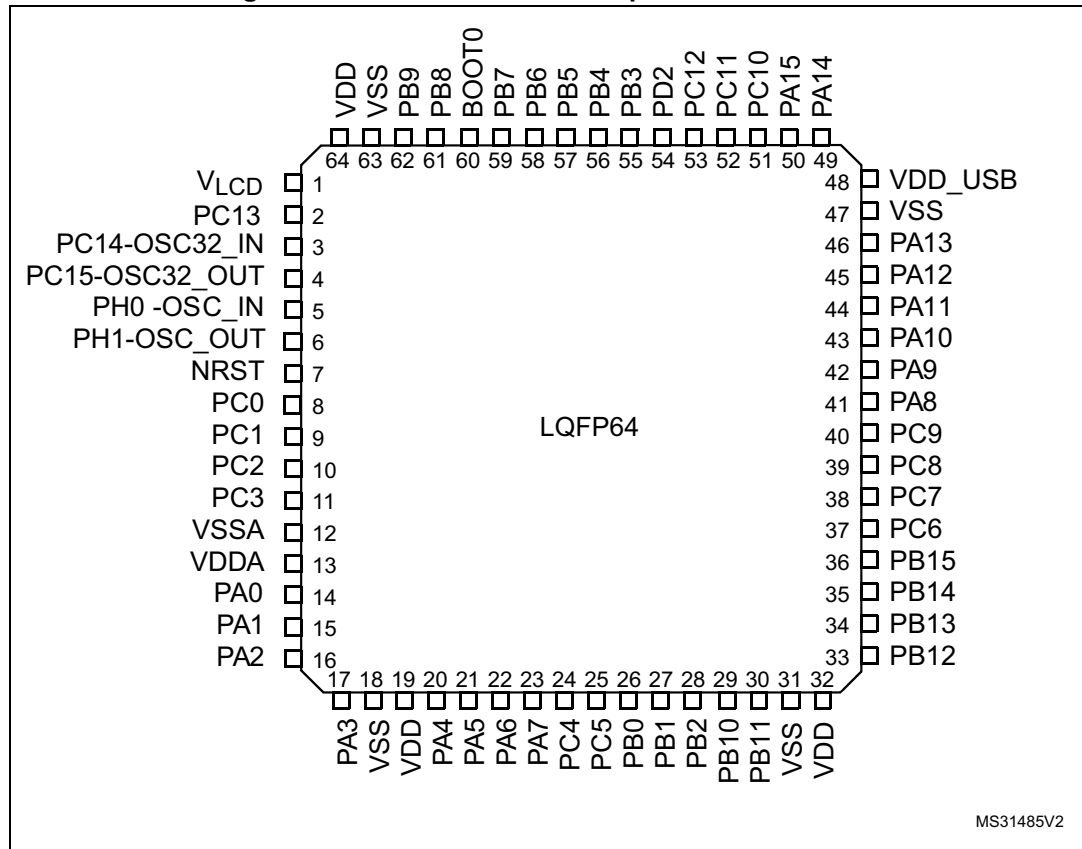 VDD
VSS
PB9
PB8
BOOT0
PB7
PB6
PB5
PB4
PB3
PD2
PC12
PC11
PC10
PA15
PA14
64 63 62 61 60 59 58 57 56 55 54 53 52 51 50 49
VLCD 1
PC13 2
PC14-OSC32_IN 3
PC15-OSC32_OUT 4
PH0 -OSC_IN 5
PH1-OSC_OUT 6
NRST 7
PC0 8
PC1 9
PC2 10
PC3 11
VSSA 12
VDDA 13
PA0 14
PA1 15
PA2 16
LQFP64
48 VDD_USB
47 VSS
46 PA13
45 PA12
44 PA11
43 PA10
42 PA9
41 PA8
40 PC9
39 PC8
38 PC7
37 PC6
36 PB15
35 PB14
34 PB13
33 PB12
17 18 19 20 21 22 23 24 25 26 27 28 29 30 31 32
PA3
VSS
VDD
PA4
PA5
PA6
PA7
PC4
PC5
PB0
PB1
PB2
PB10
PB11
VSS
VDD
MS31485V2